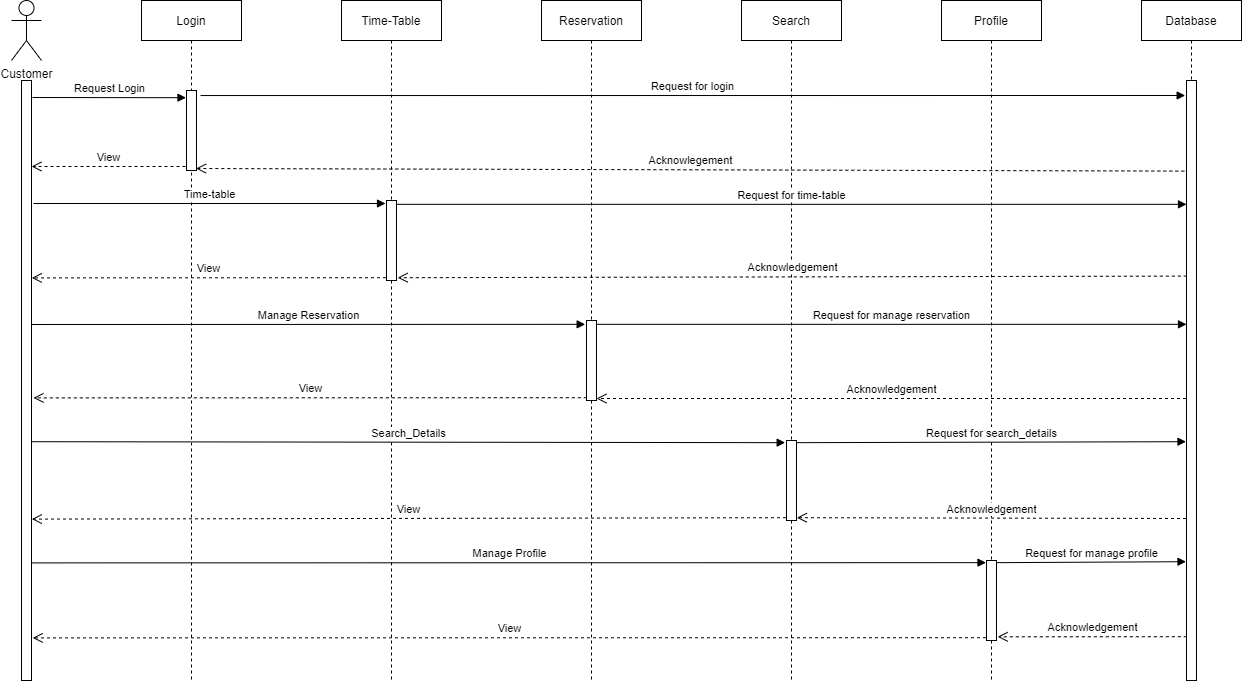 Login
Time-Table
Reservation
Search
Profile
Database
Customer
Request Login
Request for login
View
Acknowlegement
Time-table
Request for time-table
View
Acknowledgement
Manage Reservation
Request for manage reservation
View
Acknowledgement
Search_Details
Request for search_details
View
Acknowledgement
Manage Profile
Request for manage profile
View
Acknowledgement